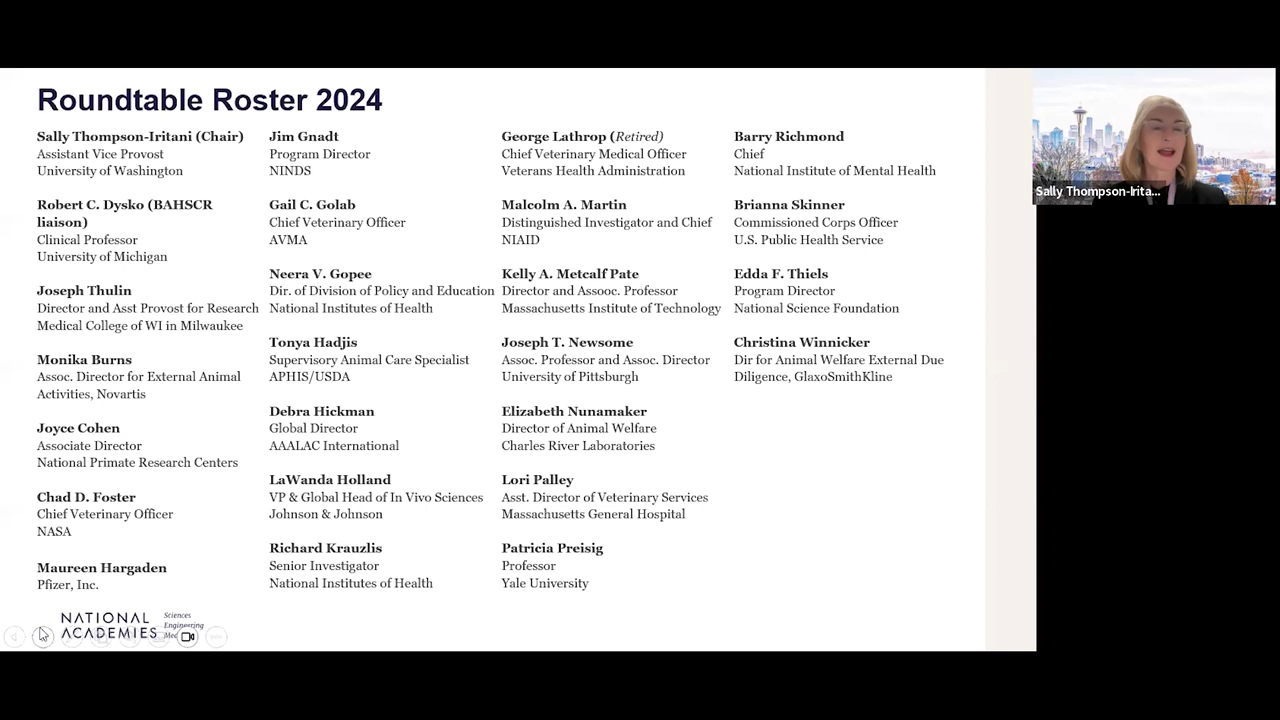 Roundtable Roster 2024
Sally Thompson-Iritani (Chair)
Assistant Vice Provost
University of Washington
Robert C. Dysko (BAHSCR
liaison)
Clinical Professor
University of Michigan
Joseph Thulin
Director and Asst Provost for Research
Medical College of WI in Milwaukee
Monika Burns
Assoc. Director for External Animal
Activities, Novartis
Joyce Cohen
Associate Director
National Primate Research Centers
Chad D. Foster
Chief Veterinary Officer
NASA
Maureen Hargaden
Pfizer, Inc.
Jim Gnadt
Program Director
NINDS
Gail C. Golab
Chief Veterinary Officer
AVMA
Neera V. Gopee
Dir. of Division of Policy and Education
National Institutes of Health
Tonya Hadjis
Supervisory Animal Care Specialist
APHIS/USDA
Debra Hickman
Global Director
AAALAC International
LaWanda Holland
VP & Global Head of In Vivo Sciences
Johnson & Johnson
Richard Krauzlis
Senior Investigator
National Institutes of Health
George Lathrop (Retired)
Chief Veterinary Medical Officer
Veterans Health Administration
Malcolm A. Martin
Distinguished Investigator and Chief
NIAID
Kelly A. Metcalf Pate
Director and Assooc. Professor
Massachusetts Institute of Technology
Joseph T. Newsome
Assoc. Professor and Assoc. Director
University of Pittsburgh
Elizabeth Nunamaker
Director of Animal Welfare
Charles River Laboratories
Lori Palley
Asst. Director of Veterinary Services
Massachusetts General Hospital
Patricia Preisig
Professor
Yale University
Barry Richmond
Chief
National Institute of Mental Health
Brianna Skinner
Commissioned Corps Officer
U.S. Public Health Service
Edda F. Thiels
Program Director
National Science Foundation
Christina Winnicker
Dir for Animal Welfare External Due
Diligence, GlaxoSmithKline
NATIONAL
ACADEMIES
Sciences
Engineering
Sally Thompson-Irita...